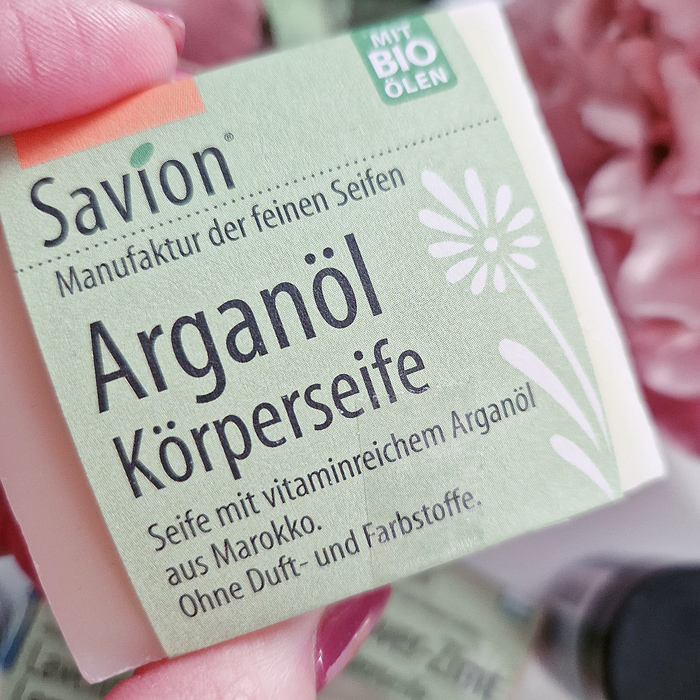 MIT
BIO
ÖLEN
Savion®
Manufaktur der feinen Seifen
Arganöl
Körperseife
Seife mit vitaminreichem Arganöl
aus Marokko.
Ohne Duft- und Farbstoffe.